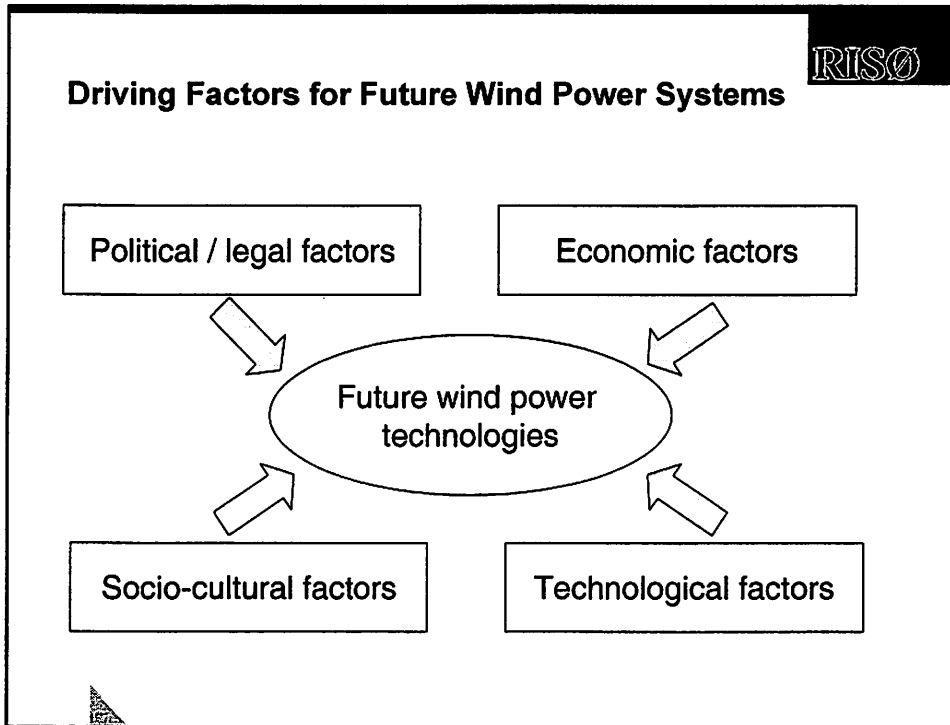 RISØ
Driving Factors for Future Wind Power Systems
Political / legal factors
Economic factors
Future wind power
technologies
Socio-cultural factors
Technological factors